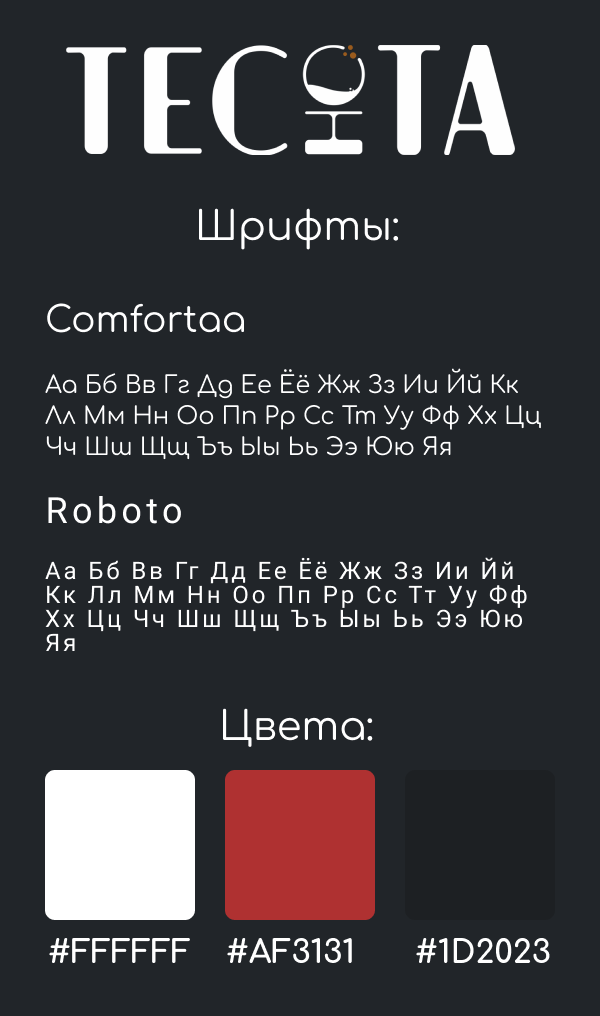 ТЕСНОТА
Шрифты:
Comfortaa
Аа Бб Вв Гг Дд Ее Ёё Жж Зз Ии Йй Кк
Лл Мм Нн Оо Пп Рр Сс Тт Уу Фф Хх Цц
Чч Шш Щщ Ъъ Ыы Ьь Ээ Юю Яя
Roboto
Аа Бб Вв Гг Дд Ее Ёё Жж Зз Ии Йй
Кк Лл Мм Нн Оо Пп Рр Сс Тт Уу Фф
Хх Цц Чч Шш Щщ Ъъ Ыы Ьь Ээ Юю
Яя
Цвета:
#FFFFFF #AF3131 #1D2023